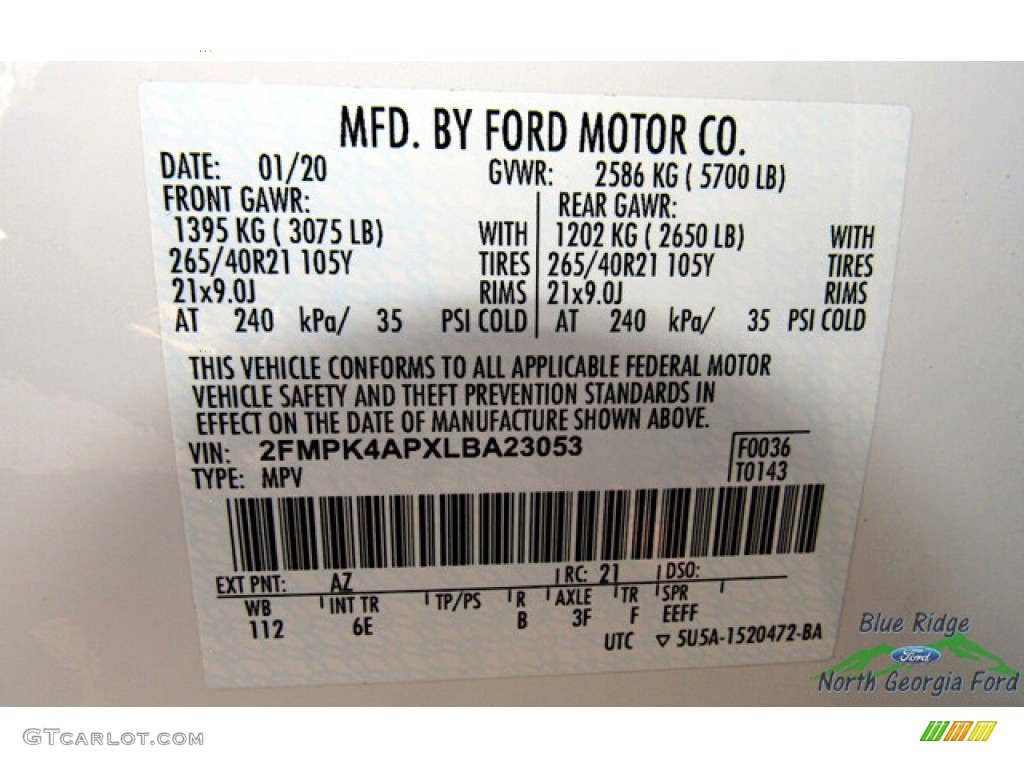 MFD. BY FORD MOTOR CO.
DATE: 01/20 GVWR: 2586 KG ( 5700 LB)
FRONT GAWR: REAR GAWR:
1395 KG ( 3075 LB) WITH 1202 KG ( 2650 LB) WITH
265/40R21 105Y TIRES 265/40R21 105Y TIRES
21x9.0J RIMS 21x9.0J RIMS
AT 240 kPa/ 35 PSI COLD AT 240 kPa/ 35 PSI COLD
THIS VEHICLE CONFORMS TO ALL APPLICABLE FEDERAL MOTOR
VEHICLE SAFETY AND THEFT PREVENTION STANDARDS IN
EFFECT ON THE DATE OF MANUFACTURE SHOWN ABOVE.
VIN: 2FMPK4APXLBA23053 F0036
TYPE: MPV T0143
EXT PNT: AZ RC: 21 DSO:
WB INT TR TP/PS R AXLE TR SPR
112 6E B 3F F EEFF
UTC ▽ 5U5A-1520472-BA
Blue Ridge
Ford
North Georgia Ford
GTCARLOT.COM